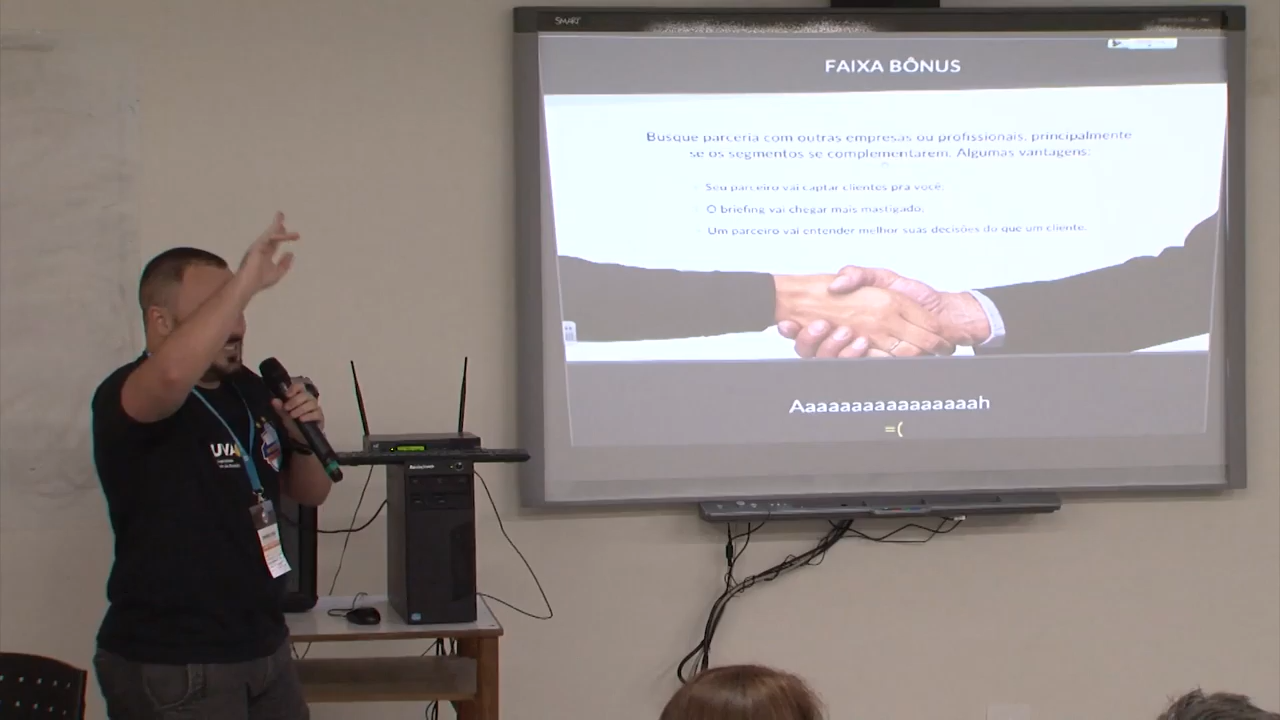 SMART
FAIXA BÔNUS
Busque parceria com outras empresas ou profissionais, principalmente
se os segmentos se complementarem. Algumas vantagens:
- Seu parceiro vai captar clientes pra você;
- O briefing vai chegar mais mastigado;
- Um parceiro vai entender melhor suas decisões do que um cliente.
Aaaaaaaaaaaaaaaaah
=(
UVA